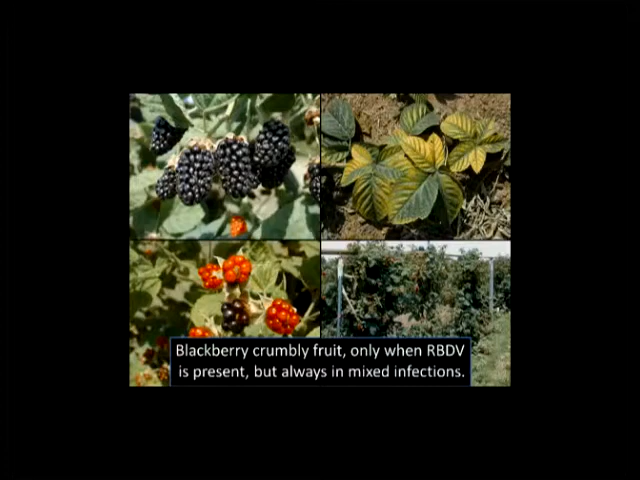 Blackberry crumbly fruit, only when RBDV
is present, but always in mixed infections.